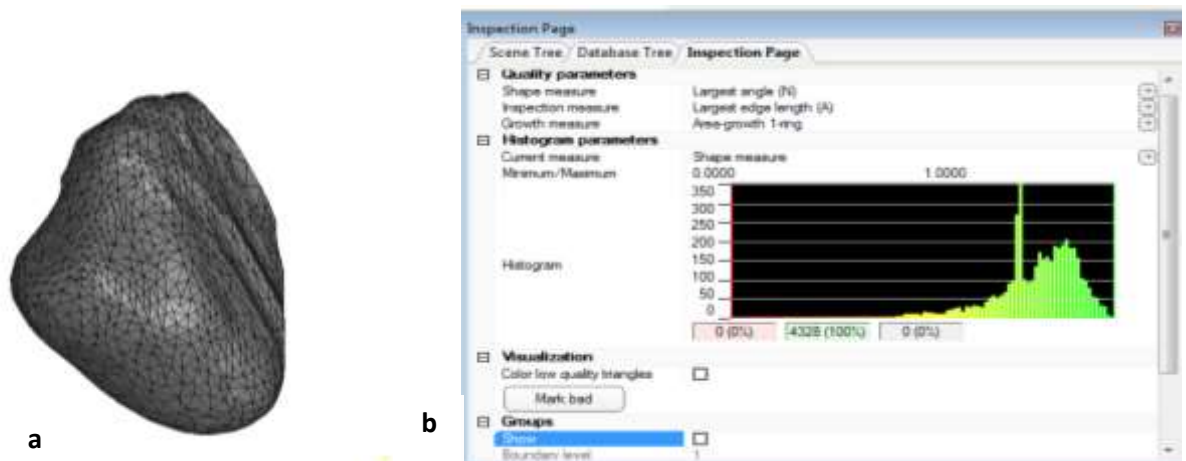 Inspection Page
Scene Tree Database Tree Inspection Page
Quality parameters
Shape measure Largest angle (N)
Inspection measure Largest edge length (A)
Growth measure Area-growth 1-ring
Histogram parameters
Current measure Shape measure
Minimum/Maximum 0.0000 1.0000
350
300
250
200
150
100
50
0
Histogram
0 (0%) 4328 (100%) 0 (0%)
Visualization
Color low quality triangles
Mark bad
Groups
Show
Boundary level 1
a
b